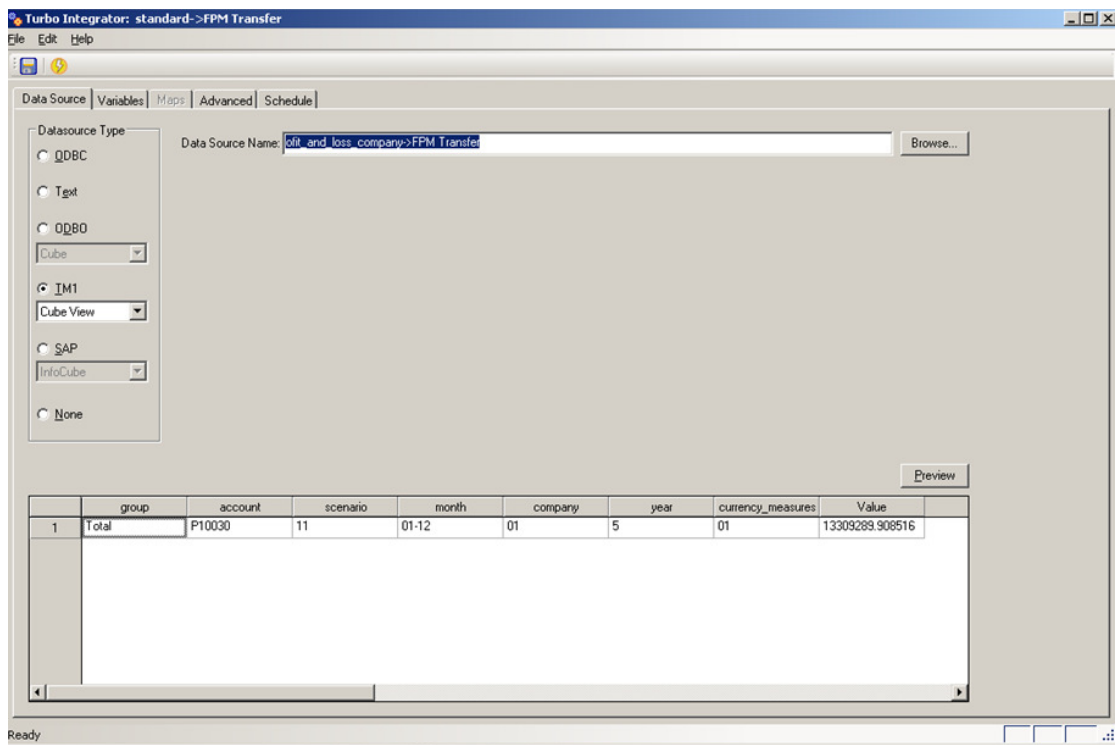 Turbo Integrator: standard->FPM Transfer
File Edit Help
Data Source Variables Maps Advanced Schedule
Datasource Type
Data Source Name: ofit_and_loss_company->FPM Transfer Browse...
ODBC
Text
ODBO
Cube
TM1
Cube View
SAP
InfoCube
None
Preview
group account scenario month company year currency_measures Value
1 Total P10030 11 01-12 01 5 01 13309289.908516
Ready